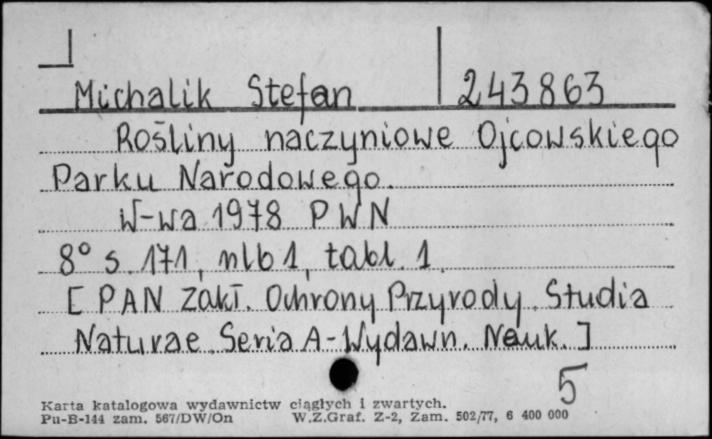 Michalik Stefan 243863
Rośliny naczyniowe Ojcowskiego
Parku Narodowego.
W-wa 1978 PWN
8° s. 171, nlb 1, tabl. 1.
[ PAN Zakł. Ochrony Przyrody. Studia
Naturae Seria A-Wydawn. Nauk. ]
5
Karta katalogowa wydawnictw ciągłych i zwartych.
Pu-B-144 zam. 567/DW/On W.Z.Graf. Z-2, Zam. 502/77, 6 400 000